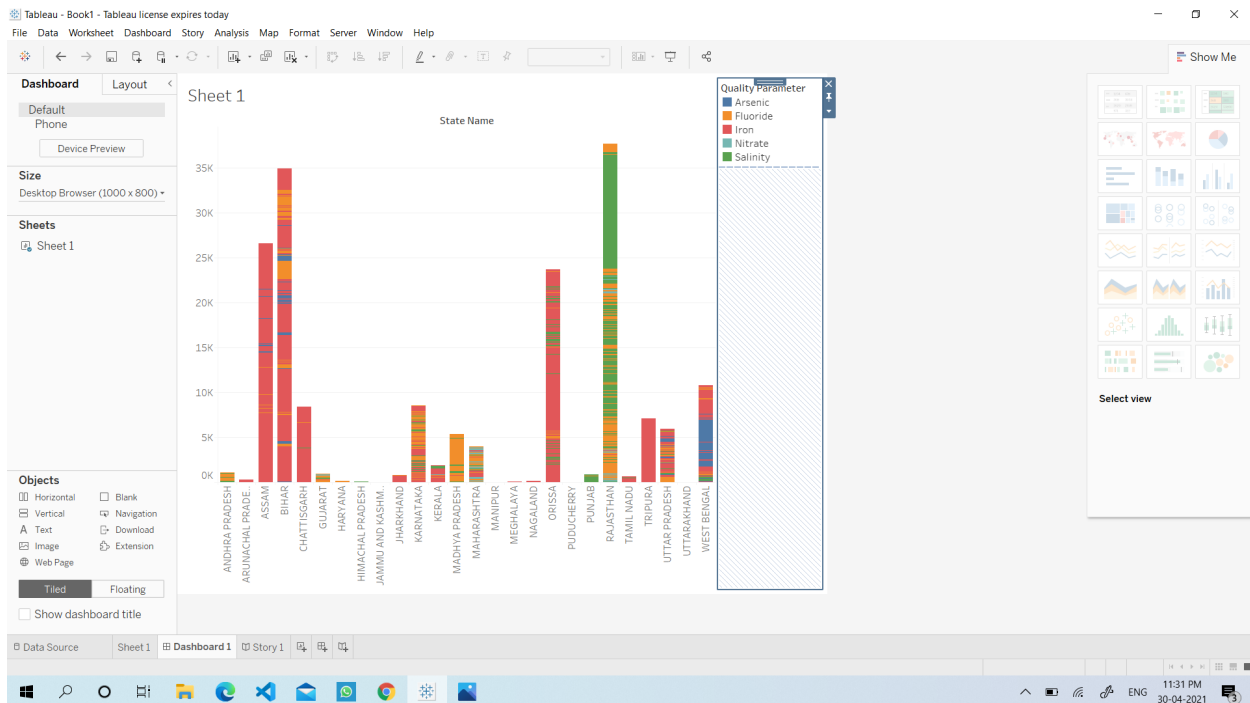 Tableau - Book1 - Tableau license expires today
File Data Worksheet Dashboard Story Analysis Map Format Server Window Help
Show Me
Dashboard Layout
Default
Phone
Device Preview
Size
Desktop Browser (1000 x 800)
Sheets
Sheet 1
Objects
Horizontal Blank
Vertical Navigation
A Text Download
Image Extension
Web Page
Tiled Floating
Show dashboard title
Sheet 1
State Name
35K
30K
25K
20K
15K
10K
5K
0K
ANDHRA PRADESH
ARUNACHAL PRADE..
ASSAM
BIHAR
CHATTISGARH
GUJARAT
HARYANA
HIMACHAL PRADESH
JAMMU AND KASHM..
JHARKHAND
KARNATAKA
KERALA
MADHYA PRADESH
MAHARASHTRA
MANIPUR
MEGHALAYA
NAGALAND
ORISSA
PUDUCHERRY
PUNJAB
RAJASTHAN
TAMIL NADU
TRIPURA
UTTAR PRADESH
UTTARAKHAND
WEST BENGAL
Quality Parameter
Arsenic
Fluoride
Iron
Nitrate
Salinity
Select view
Data Source Sheet 1 Dashboard 1 Story 1
ENG
11:31 PM
30-04-2021
3